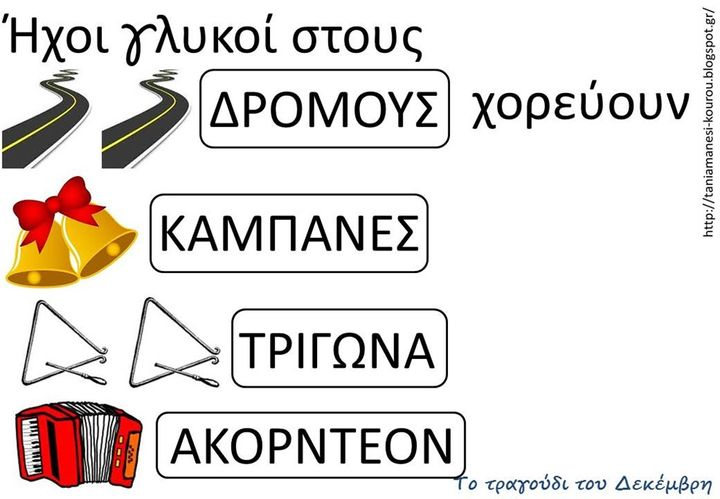 Ήχοι γλυκοί στους
ΔΡΟΜΟΥΣ χορεύουν
ΚΑΜΠΑΝΕΣ
ΤΡΙΓΩΝΑ
ΑΚΟΡΝΤΕΟΝ
Το τραγούδι του Δεκέμβρη
http://taniamanesi-kourou.blogspot.gr/